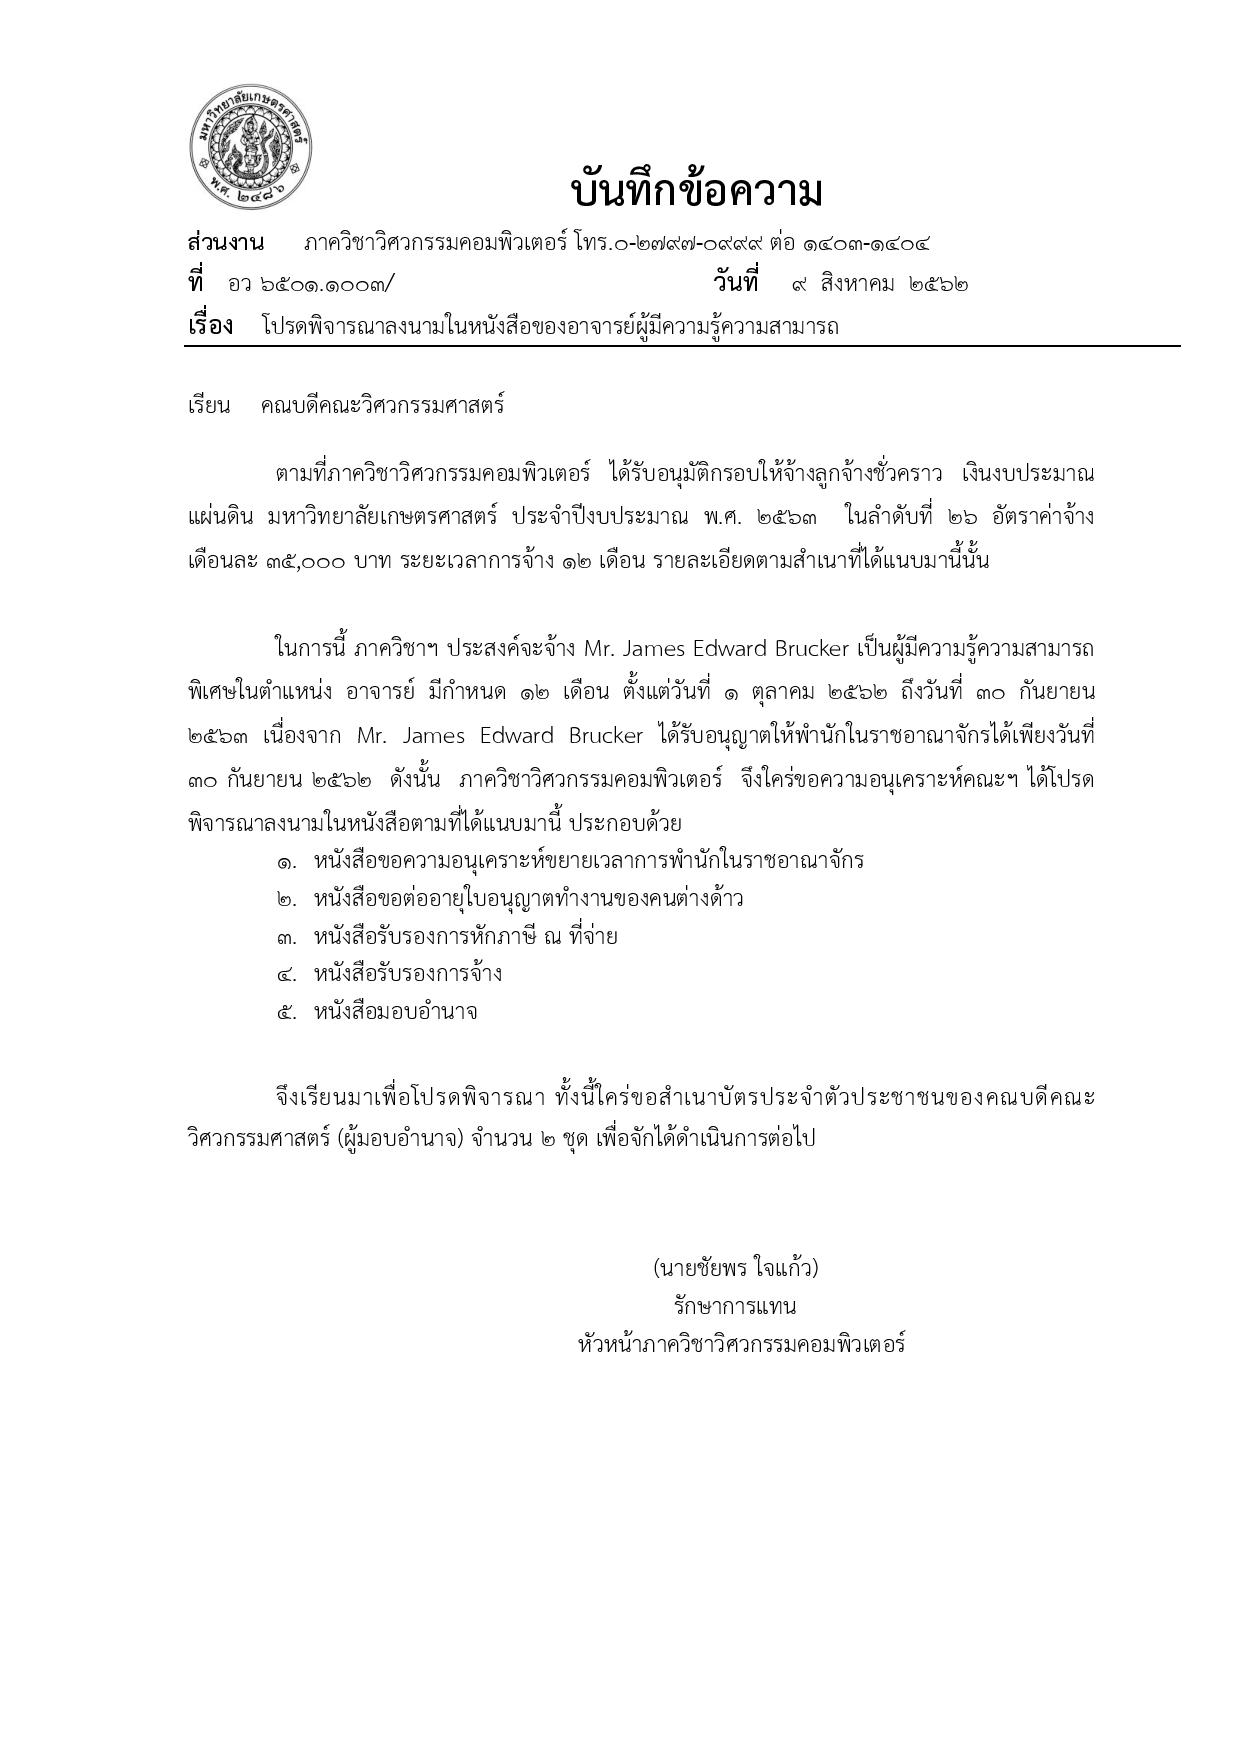 มหาวิทยาลัยเกษตรศาสตร์
พ.ศ. ๒๔๘๖
บันทึกข้อความ
ส่วนงาน ภาควิชาวิศวกรรมคอมพิวเตอร์ โทร.๐-๒๗๙๗-๐๙๙๙ ต่อ ๑๔๐๓-๑๔๐๔
ที่ อว ๖๕๐๑.๑๐๐๓/ วันที่ ๙ สิงหาคม ๒๕๖๒
เรื่อง โปรดพิจารณาลงนามในหนังสือของอาจารย์ผู้มีความรู้ความสามารถ
เรียน คณบดีคณะวิศวกรรมศาสตร์
ตามที่ภาควิชาวิศวกรรมคอมพิวเตอร์ ได้รับอนุมัติกรอบให้จ้างลูกจ้างชั่วคราว เงินงบประมาณ
แผ่นดิน มหาวิทยาลัยเกษตรศาสตร์ ประจำปีงบประมาณ พ.ศ. ๒๕๖๓ ในลำดับที่ ๒๖ อัตราค่าจ้าง
เดือนละ ๓๕,๐๐๐ บาท ระยะเวลาการจ้าง ๑๒ เดือน รายละเอียดตามสำเนาที่ได้แนบมานี้นั้น
ในการนี้ ภาควิชาฯ ประสงค์จะจ้าง Mr. James Edward Brucker เป็นผู้มีความรู้ความสามารถ
พิเศษในตำแหน่ง อาจารย์ มีกำหนด ๑๒ เดือน ตั้งแต่วันที่ ๑ ตุลาคม ๒๕๖๒ ถึงวันที่ ๓๐ กันยายน
๒๕๖๓ เนื่องจาก Mr. James Edward Brucker ได้รับอนุญาตให้พำนักในราชอาณาจักรได้เพียงวันที่
๓๐ กันยายน ๒๕๖๒ ดังนั้น ภาควิชาวิศวกรรมคอมพิวเตอร์ จึงใคร่ขอความอนุเคราะห์คณะฯ ได้โปรด
พิจารณาลงนามในหนังสือตามที่ได้แนบมานี้ ประกอบด้วย
๑. หนังสือขอความอนุเคราะห์ขยายเวลาการพำนักในราชอาณาจักร
๒. หนังสือขอต่ออายุใบอนุญาตทำงานของคนต่างด้าว
๓. หนังสือรับรองการหักภาษี ณ ที่จ่าย
๔. หนังสือรับรองการจ้าง
๕. หนังสือมอบอำนาจ
จึงเรียนมาเพื่อโปรดพิจารณา ทั้งนี้ใคร่ขอสำเนาบัตรประจำตัวประชาชนของคณบดีคณะ
วิศวกรรมศาสตร์ (ผู้มอบอำนาจ) จำนวน ๒ ชุด เพื่อจักได้ดำเนินการต่อไป
(นายชัยพร ใจแก้ว)
รักษาการแทน
หัวหน้าภาควิชาวิศวกรรมคอมพิวเตอร์